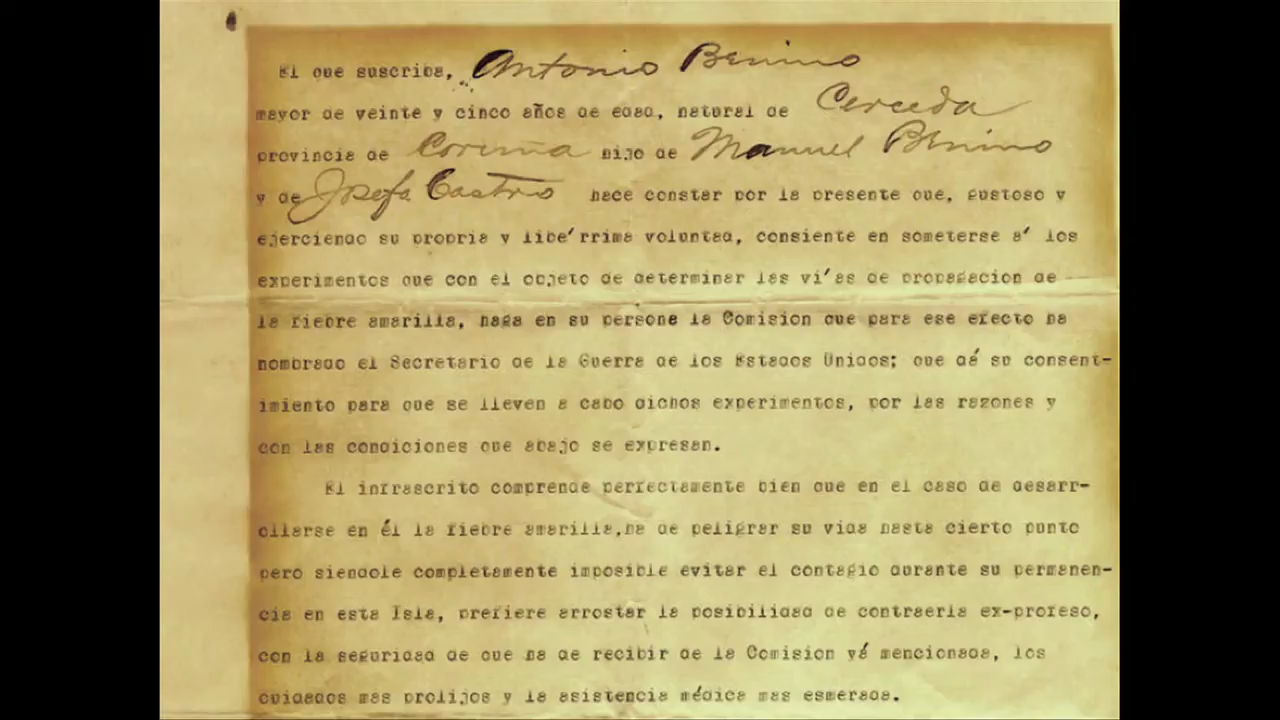 El que suscribe, Antonio Benino
mayor de veinte y cinco años de edad, natural de Cerceda
provincia de Coruña hijo de Manuel Benino
y de Josefa Castro hace constar por la presente que, gustoso y
ejerciendo su propria y libe´rrima voluntad, consiente en someterse a´ los
experimentos que con el objeto de determinar las vi´as de propagacion de
la fiebre amarilla, haga en su persona la Comision que para ese efecto ha
nombrado el Secretario de la Guerra de los Estados Unidos; que dá su consent-
imiento para que se lleven a cabo dichos experimentos, por las razones y
con las condiciones que abajo se expresan.
El infrascrito comprende perfectamente bien que en el caso de desarr-
ollarse en él la fiebre amarilla,ha de peligrar su vida hasta cierto punto
pero siendole completamente imposible evitar el contagio durante su permanen-
cia en esta Isla, prefiere arrostar la posibilidad de contraerla ex-profeso,
con la seguridad de que ha de recibir de la Comision yá mencionada, los
cuidados mas prolijos y la asistencia médica mas esmerada.